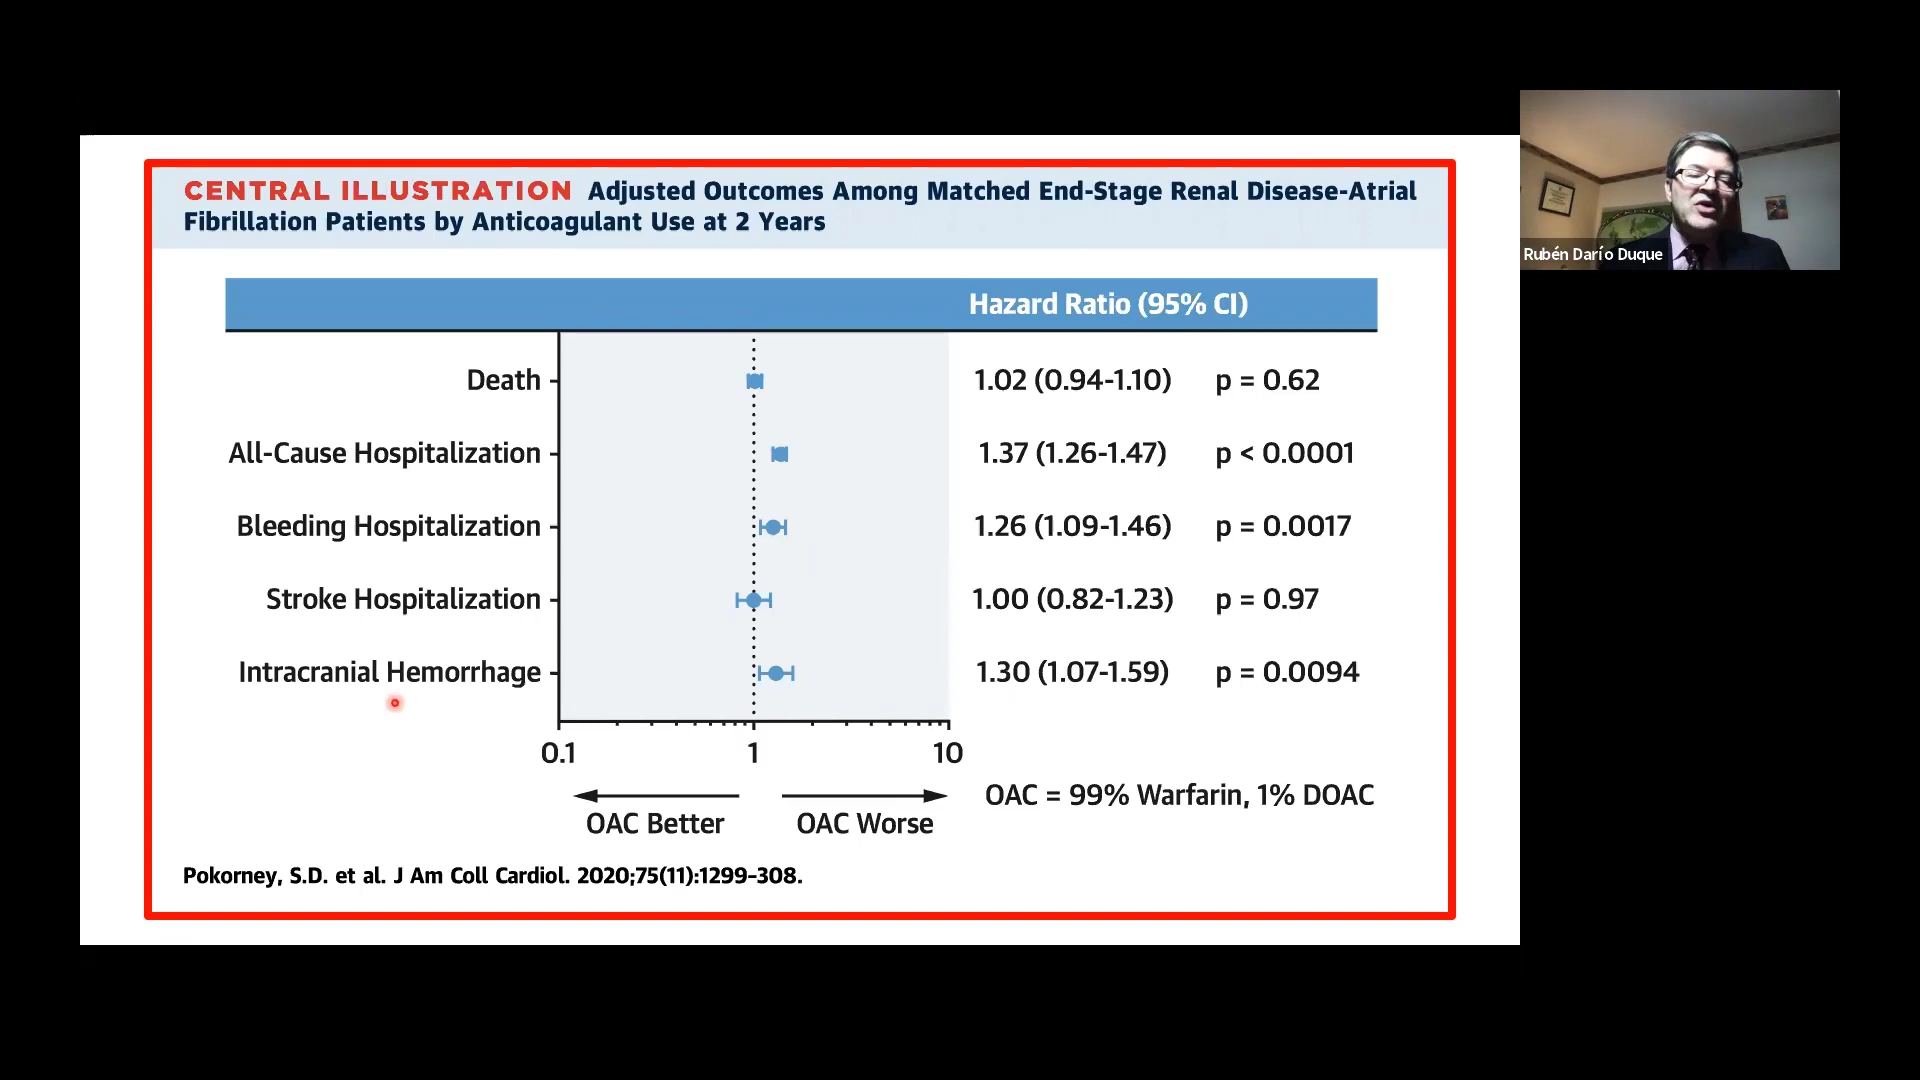 CENTRAL ILLUSTRATION Adjusted Outcomes Among Matched End-Stage Renal Disease-Atrial
Fibrillation Patients by Anticoagulant Use at 2 Years
Hazard Ratio (95% CI)
Death 1.02 (0.94-1.10) p = 0.62
All-Cause Hospitalization 1.37 (1.26-1.47) p < 0.0001
Bleeding Hospitalization 1.26 (1.09-1.46) p = 0.0017
Stroke Hospitalization 1.00 (0.82-1.23) p = 0.97
Intracranial Hemorrhage 1.30 (1.07-1.59) p = 0.0094
0.1 1 10
OAC = 99% Warfarin, 1% DOAC
OAC Better OAC Worse
Pokorney, S.D. et al. J Am Coll Cardiol. 2020;75(11):1299-308.
Rubén Darío Duque